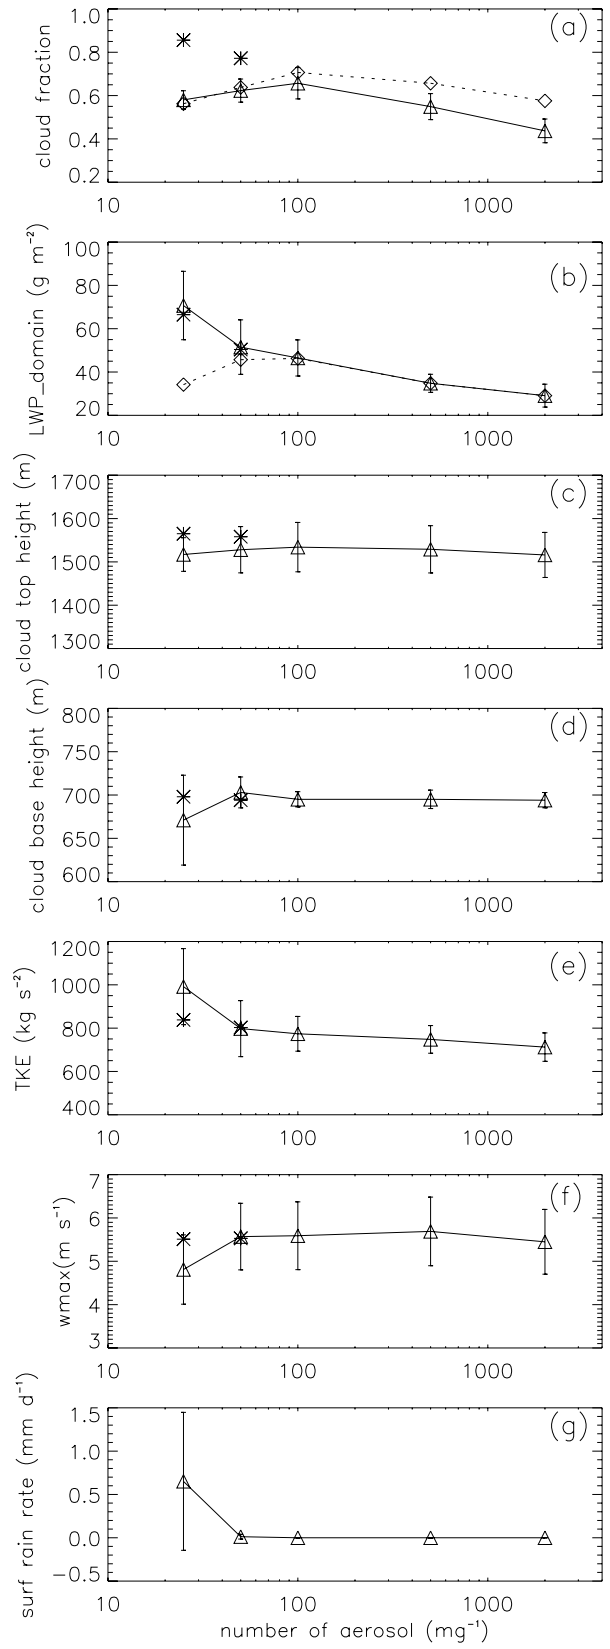 1.0
(a)
0.8
0.6
0.4
0.2
cloud fraction
10 100 1000
100
(b)
80
60
40
20
LWP_domain (g m⁻²)
10 100 1000
1700
(c)
1600
1500
1400
1300
cloud top height (m)
10 100 1000
800
(d)
750
700
650
600
cloud base height (m)
10 100 1000
1200
(e)
1000
800
600
400
TKE (kg s⁻²)
10 100 1000
7
(f)
6
5
4
3
wmax(m s⁻¹)
10 100 1000
1.5
(g)
1.0
0.5
0.0
−0.5
surf rain rate (mm d⁻¹)
10 100 1000
number of aerosol (mg⁻¹)